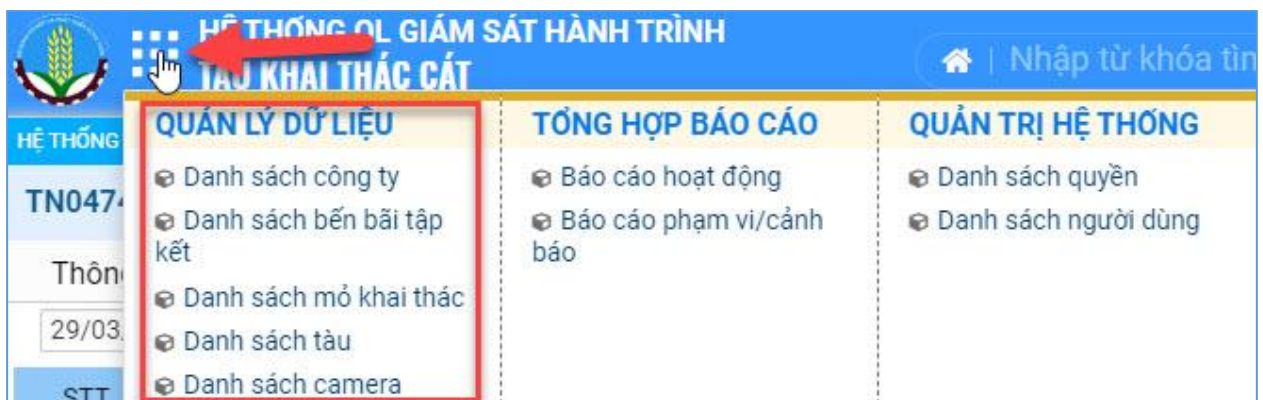 HỆ THỐNG QL GIÁM SÁT HÀNH TRÌNH
TÀU KHAI THÁC CÁT
| Nhập từ khóa tìm
HỆ THỐNG
QUẢN LÝ DỮ LIỆU
TỔNG HỢP BÁO CÁO
QUẢN TRỊ HỆ THỐNG
TN0474
Danh sách công ty
Báo cáo hoạt động
Danh sách quyền
Danh sách bến bãi tập
kết
Báo cáo phạm vi/cảnh
báo
Danh sách người dùng
Thôn
Danh sách mỏ khai thác
29/03
Danh sách tàu
STT
Danh sách camera